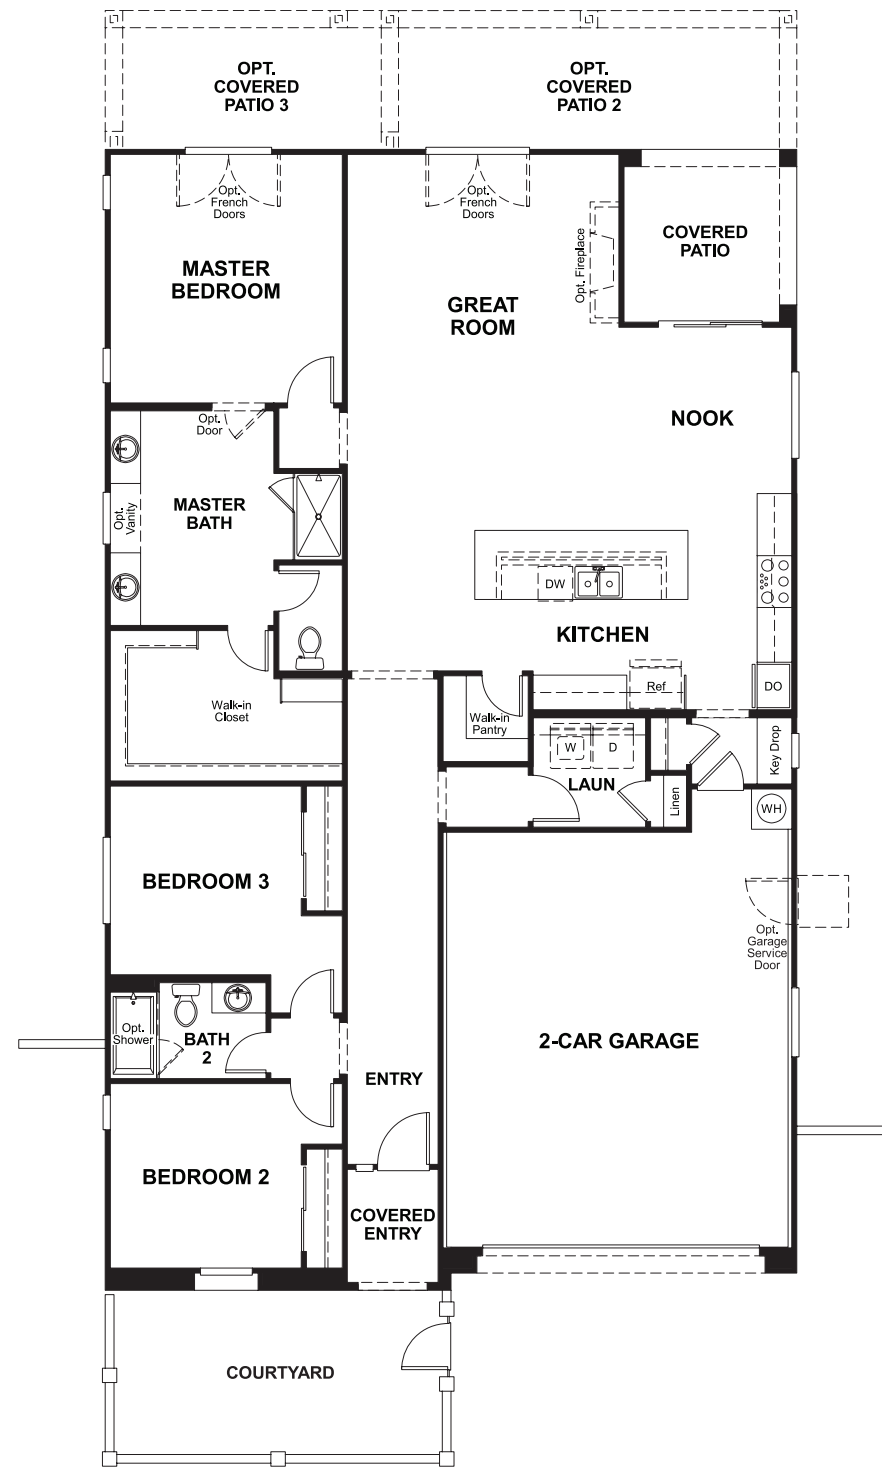 OPT.
COVERED
PATIO 3
OPT.
COVERED
PATIO 2
Opt.
French
Doors
Opt.
French
Doors
COVERED
PATIO
Opt. Fireplace
MASTER
BEDROOM
GREAT
ROOM
Opt.
Door
NOOK
MASTER
BATH
Opt.
Vanity
DW
KITCHEN
Ref
DO
Walk-in
Closet
Walk-in
Pantry
W
D
Key Drop
LAUN
Linen
WH
BEDROOM 3
Opt.
Garage
Service
Door
Opt.
Shower
BATH
2
2-CAR GARAGE
ENTRY
BEDROOM 2
COVERED
ENTRY
COURTYARD